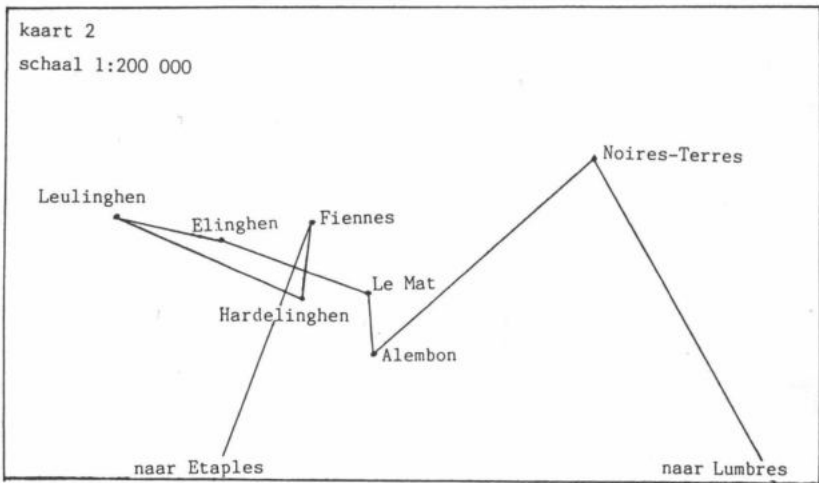 kaart 2
schaal 1:200 000
Noires-Terres
Leulinghen
Elinghen
Fiennes
Le Mat
Hardelinghen
Alembon
naar Etaples
naar Lumbres